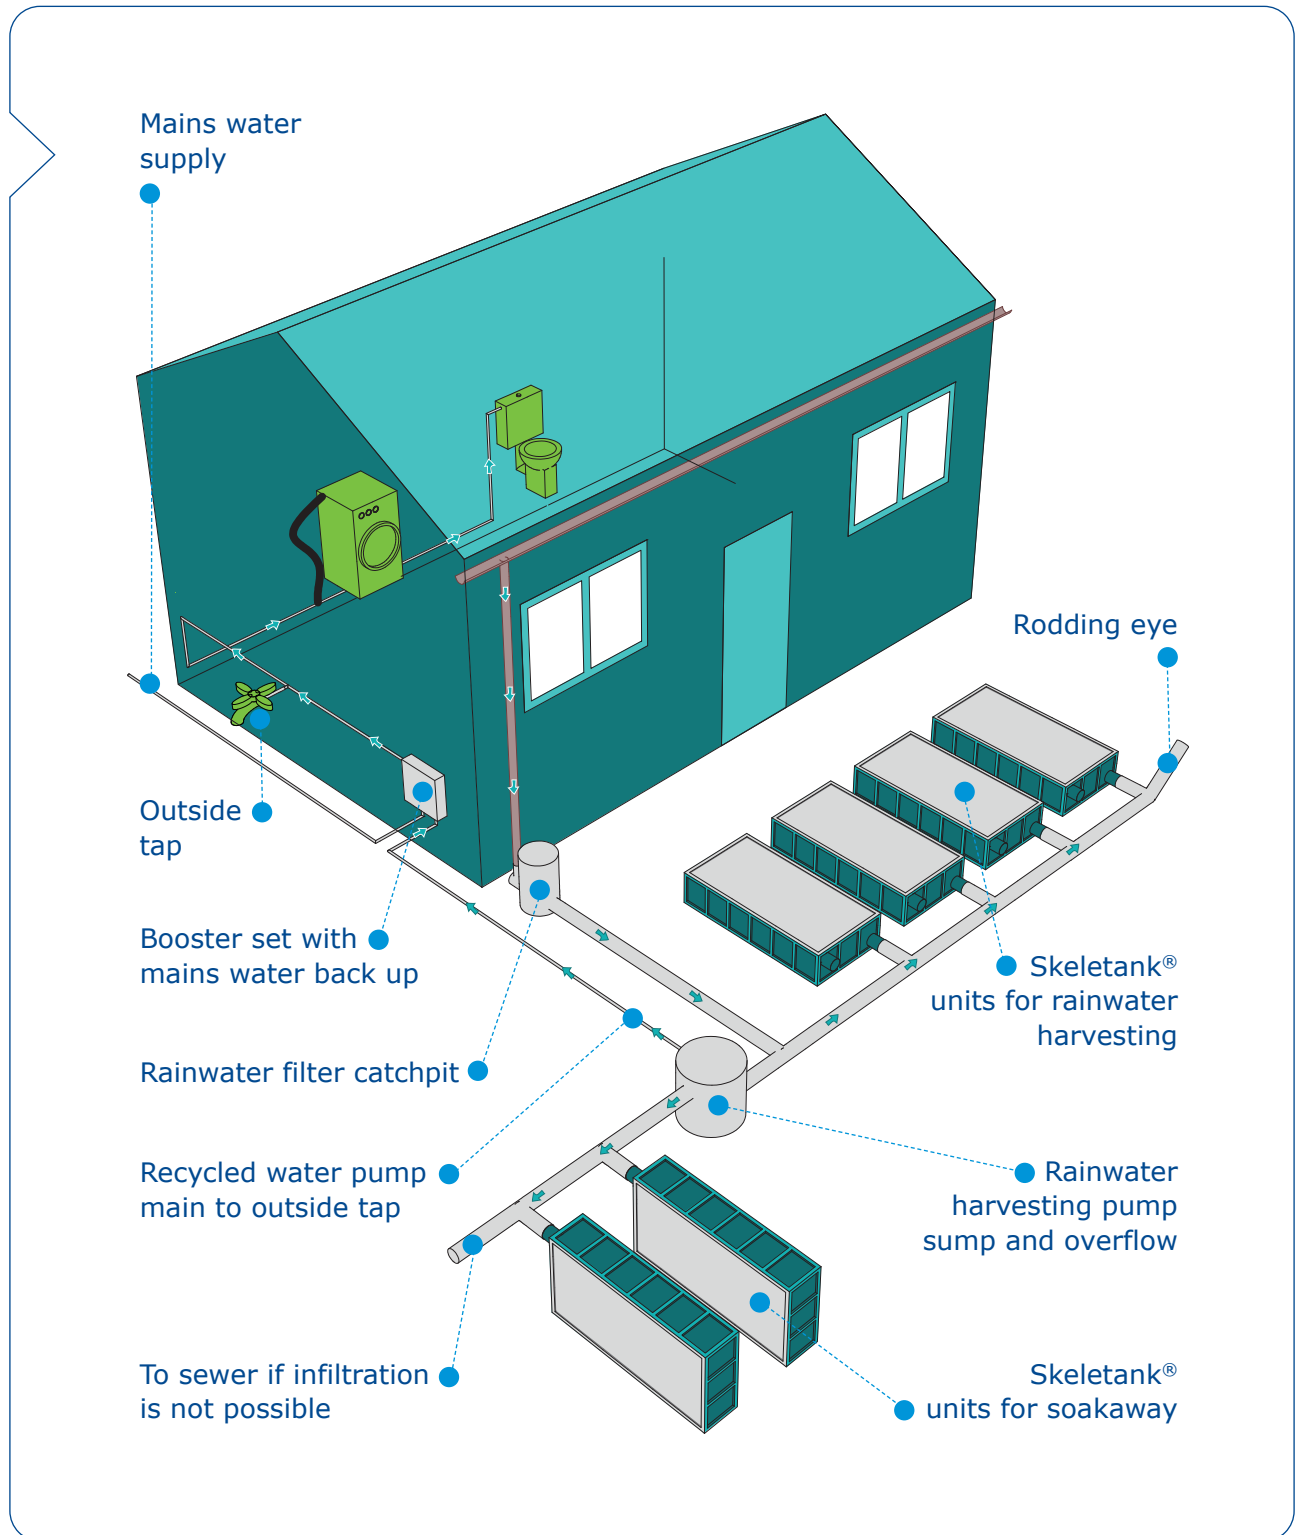 Mains water
supply
Rodding eye
Outside
tap
Booster set with
mains water back up
Skeletank®
units for rainwater
harvesting
Rainwater filter catchpit
Recycled water pump
main to outside tap
Rainwater
harvesting pump
sump and overflow
To sewer if infiltration
is not possible
Skeletank®
units for soakaway